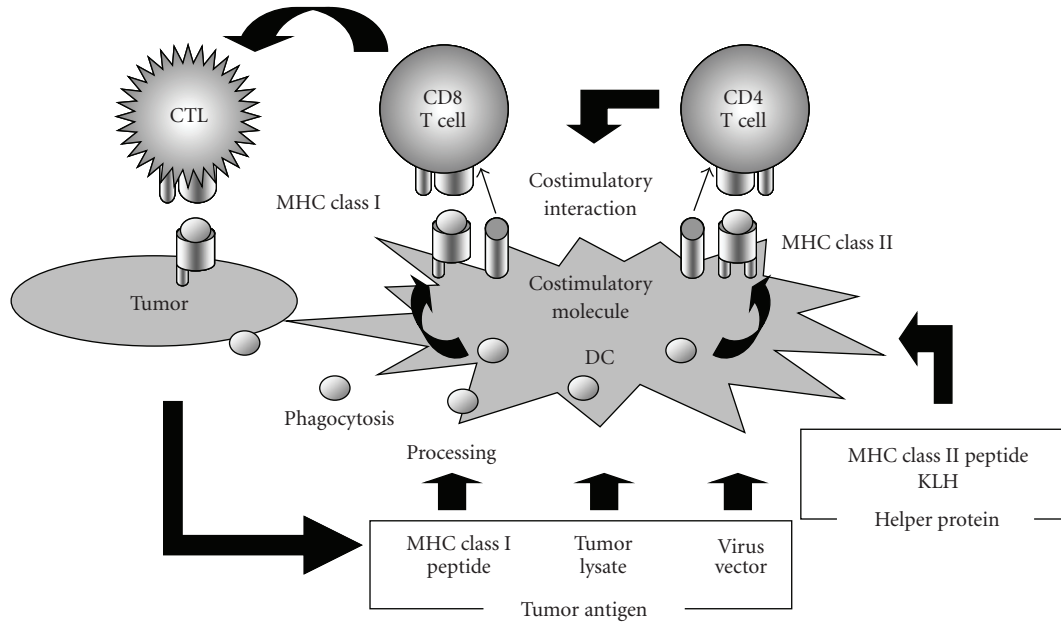 CTL
CD8
T cell
CD4
T cell
MHC class I
Costimulatory
interaction
MHC class II
Tumor
Costimulatory
molecule
DC
Phagocytosis
Processing
MHC class II peptide
KLH
Helper protein
MHC class I
peptide
Tumor
lysate
Virus
vector
Tumor antigen